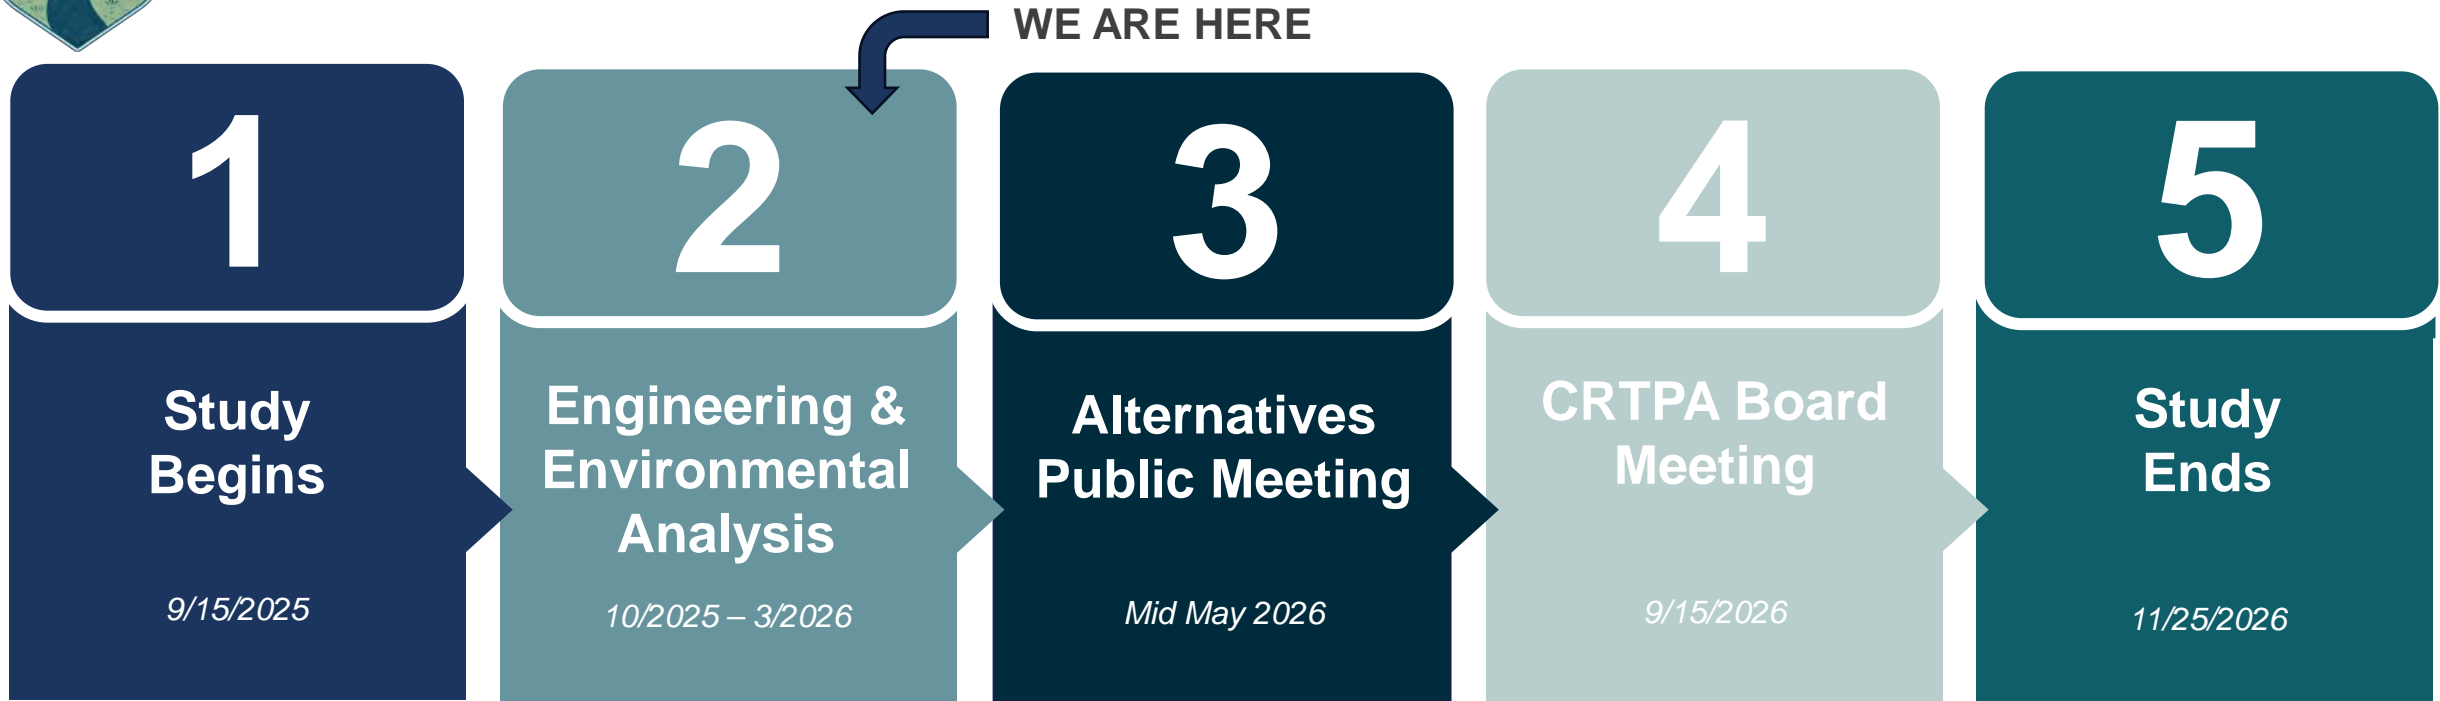 WE ARE HERE
1
Study
Begins
9/15/2025
2
Engineering &
Environmental
Analysis
10/2025 – 3/2026
3
Alternatives
Public Meeting
Mid May 2026
4
CRTPA Board
Meeting
9/15/2026
5
Study
Ends
11/25/2026